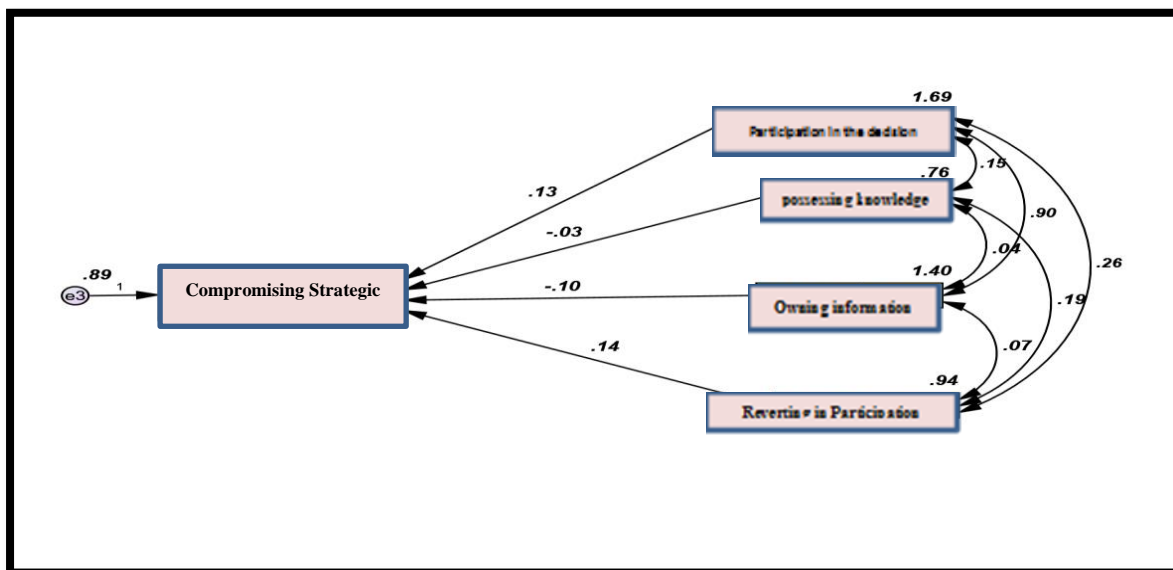 1.69
Participation in the decision
.15
.76
possessing knowledge
.13
.90
-.03
.04
.26
.89
1
e3
Compromising Strategic
1.40
-.10
Owning information
.19
.07
.14
.94
Reverting in Participation